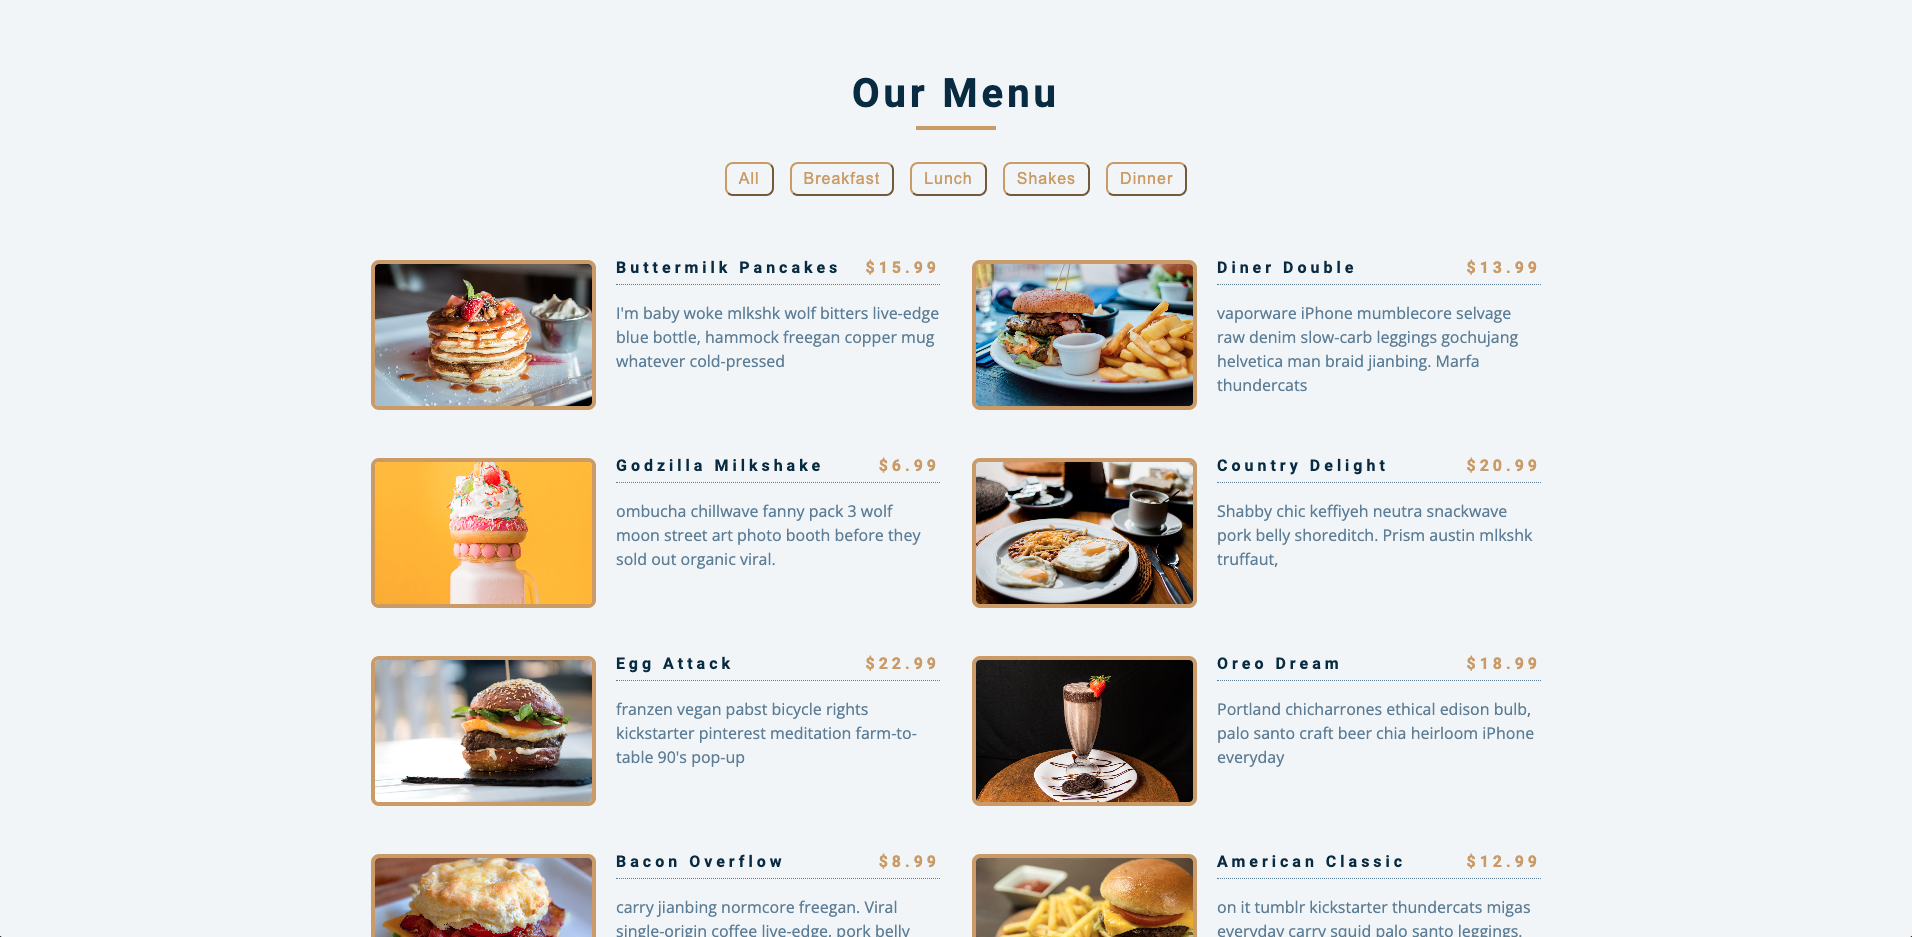 Our Menu
All
Breakfast
Lunch
Shakes
Dinner
Buttermilk Pancakes $15.99
I'm baby woke mlkshk wolf bitters live-edge
blue bottle, hammock freegan copper mug
whatever cold-pressed
Diner Double $13.99
vaporware iPhone mumblecore selvage
raw denim slow-carb leggings gochujang
helvetica man braid jianbing. Marfa
thundercats
Godzilla Milkshake $6.99
ombucha chillwave fanny pack 3 wolf
moon street art photo booth before they
sold out organic viral.
Country Delight $20.99
Shabby chic keffiyeh neutra snackwave
pork belly shoreditch. Prism austin mlkshk
truffaut,
Egg Attack $22.99
franzen vegan pabst bicycle rights
kickstarter pinterest meditation farm-to-
table 90's pop-up
Oreo Dream $18.99
Portland chicharrones ethical edison bulb,
palo santo craft beer chia heirloom iPhone
everyday
Bacon Overflow $8.99
carry jianbing normcore freegan. Viral
single-origin coffee live-edge, pork belly
American Classic $12.99
on it tumblr kickstarter thundercats migas
everyday carry squid palo santo leggings.